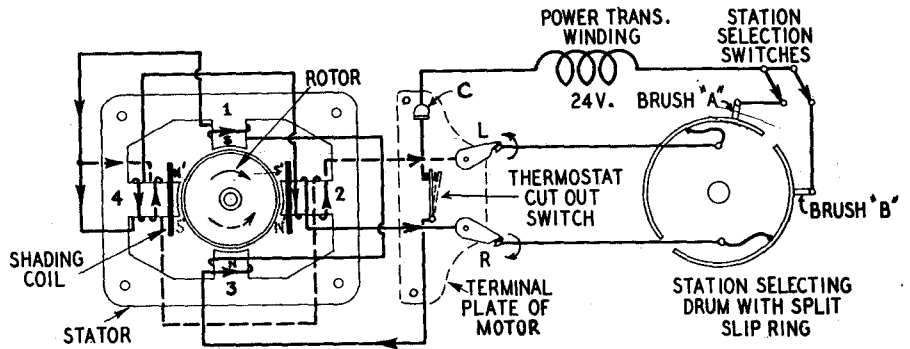 POWER TRANS.
WINDING
24V.
STATION
SELECTION
SWITCHES
BRUSH "A"
ROTOR
C
L
1
S
S'
N'
4
2
S'
N
THERMOSTAT
CUT OUT
SWITCH
BRUSH "B"
SHADING
COIL
N
3
R
STATOR
TERMINAL
PLATE OF
MOTOR
STATION SELECTING
DRUM WITH SPLIT
SLIP RING